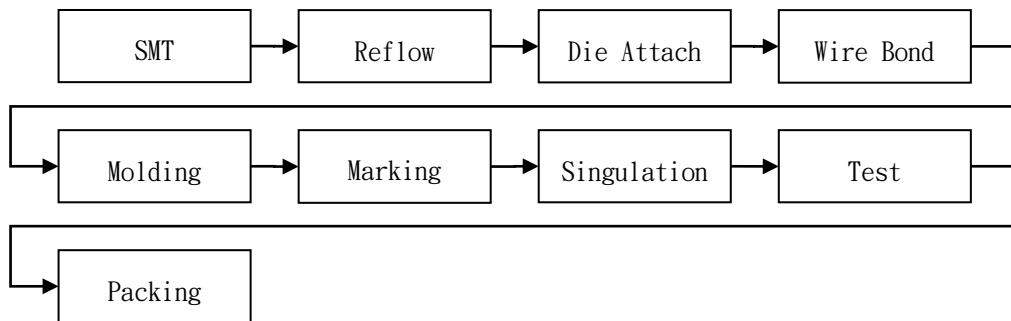 SMT
Reflow
Die Attach
Wire Bond
Molding
Marking
Singulation
Test
Packing